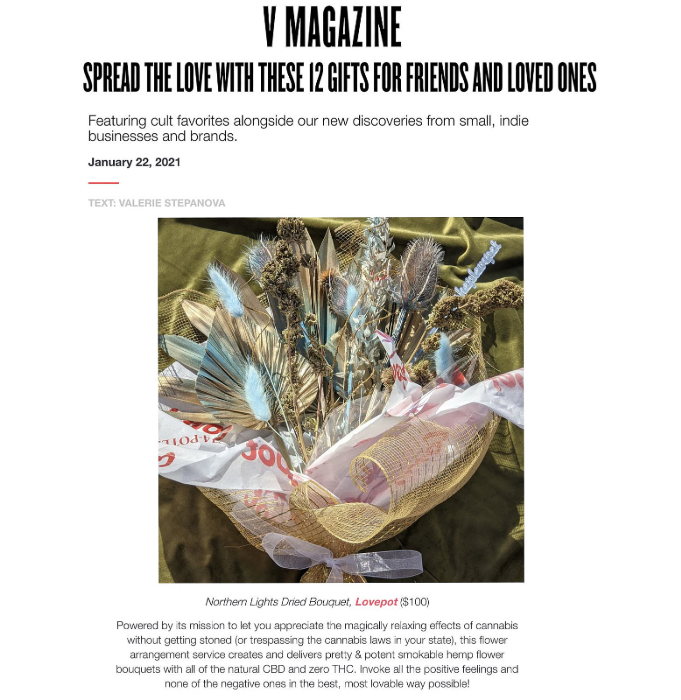 V MAGAZINE
SPREAD THE LOVE WITH THESE 12 GIFTS FOR FRIENDS AND LOVED ONES
Featuring cult favorites alongside our new discoveries from small, indie
businesses and brands.
January 22, 2021
TEXT: VALERIE STEPANOVA
Northern Lights Dried Bouquet, Lovepot ($100)
Powered by its mission to let you appreciate the magically relaxing effects of cannabis
without getting stoned (or trespassing the cannabis laws in your state), this flower
arrangement service creates and delivers pretty & potent smokable hemp flower
bouquets with all of the natural CBD and zero THC. Invoke all the positive feelings and
none of the negative ones in the best, most lovable way possible!